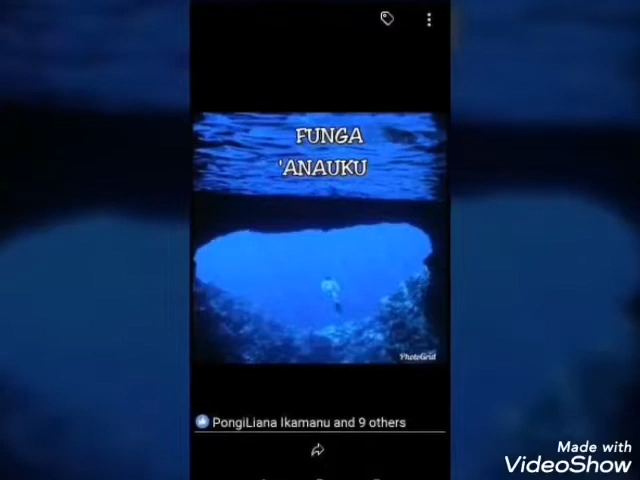 FUNGA
'ANAUKU
PhotoGrid
PongiLiana Ikamanu and 9 others
Made with
VideoShow